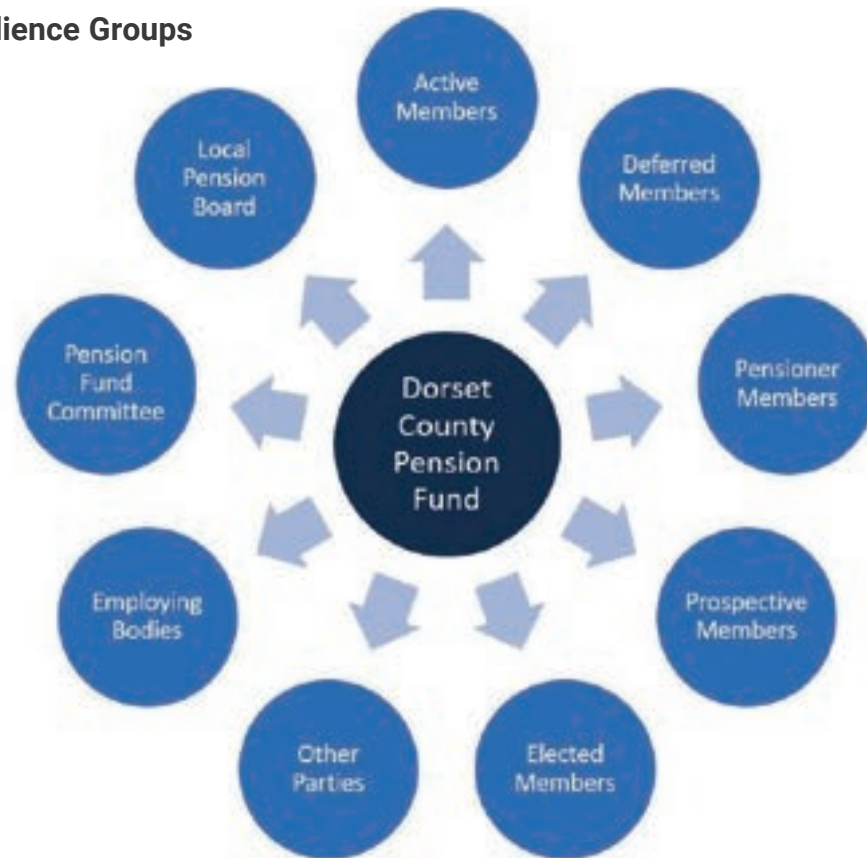 lience Groups
Active
Members
Deferred
Members
Pensioner
Members
Prospective
Members
Elected
Members
Other
Parties
Employing
Bodies
Pension
Fund
Committee
Local
Pension
Board
Dorset
County
Pension
Fund